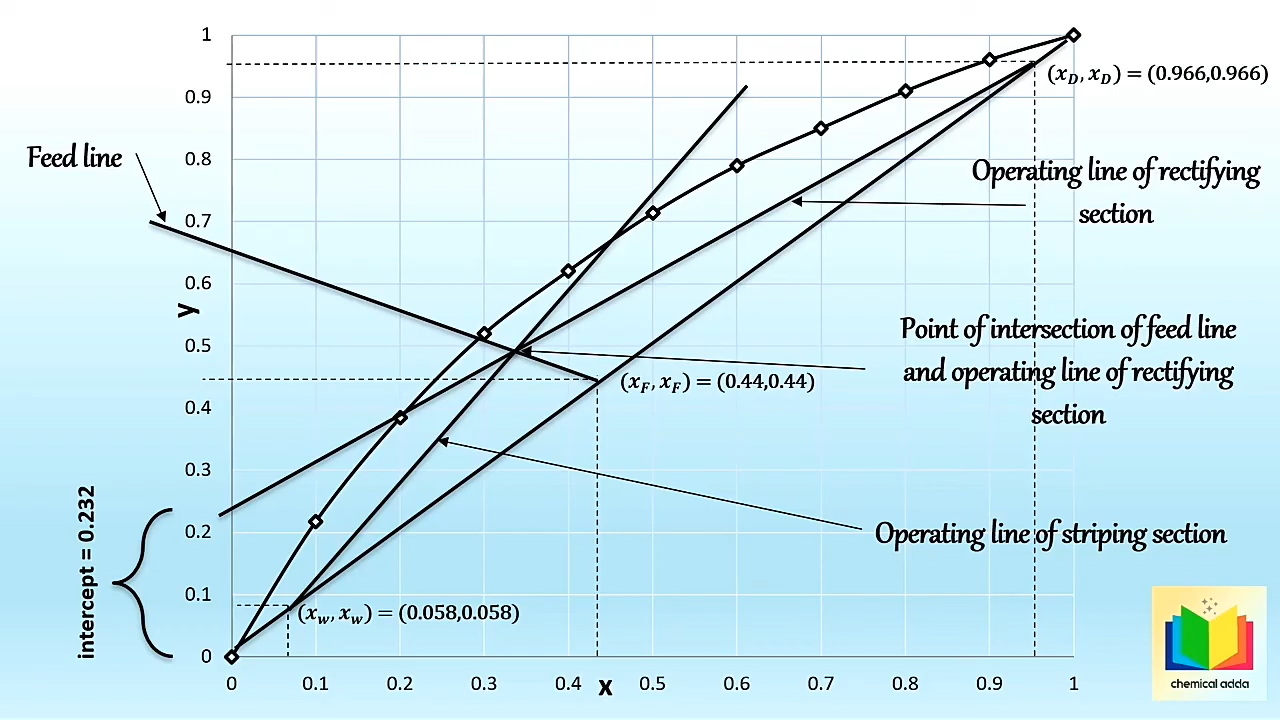 1
(x_D, x_D) = (0.966,0.966)
0.9
Feed line
0.8
Operating line of rectifying
section
0.7
0.6
y
Point of intersection of feed line
and operating line of rectifying
section
0.5
(x_F, x_F) = (0.44,0.44)
0.4
0.3
intercept = 0.232
0.2
Operating line of striping section
0.1
(x_w, x_w) = (0.058,0.058)
0
0 0.1 0.2 0.3 0.4 0.5 0.6 0.7 0.8 0.9 1
x
chemical adda